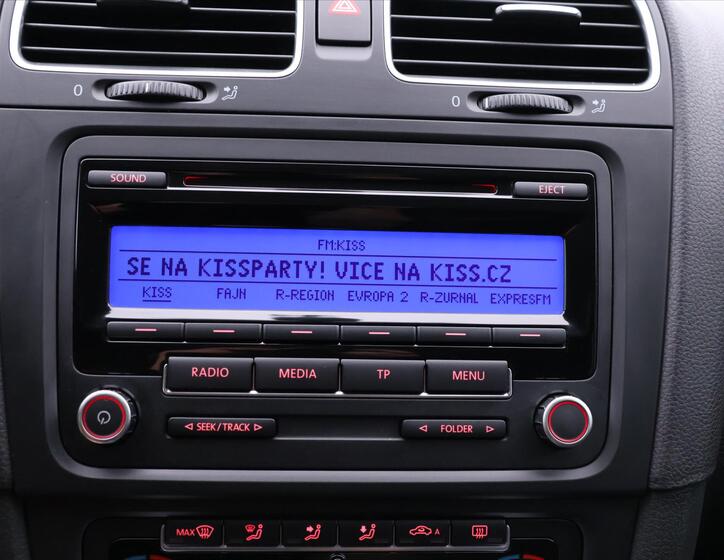 0
0
SOUND
EJECT
FM:KISS
SE NA KISSPARTY! VICE NA KISS.CZ
KISS FAJN R-REGION EVROPA 2 R-ZURNAL EXPRESFM
RADIO MEDIA TP MENU
SEEK/TRACK
FOLDER
MAX
A